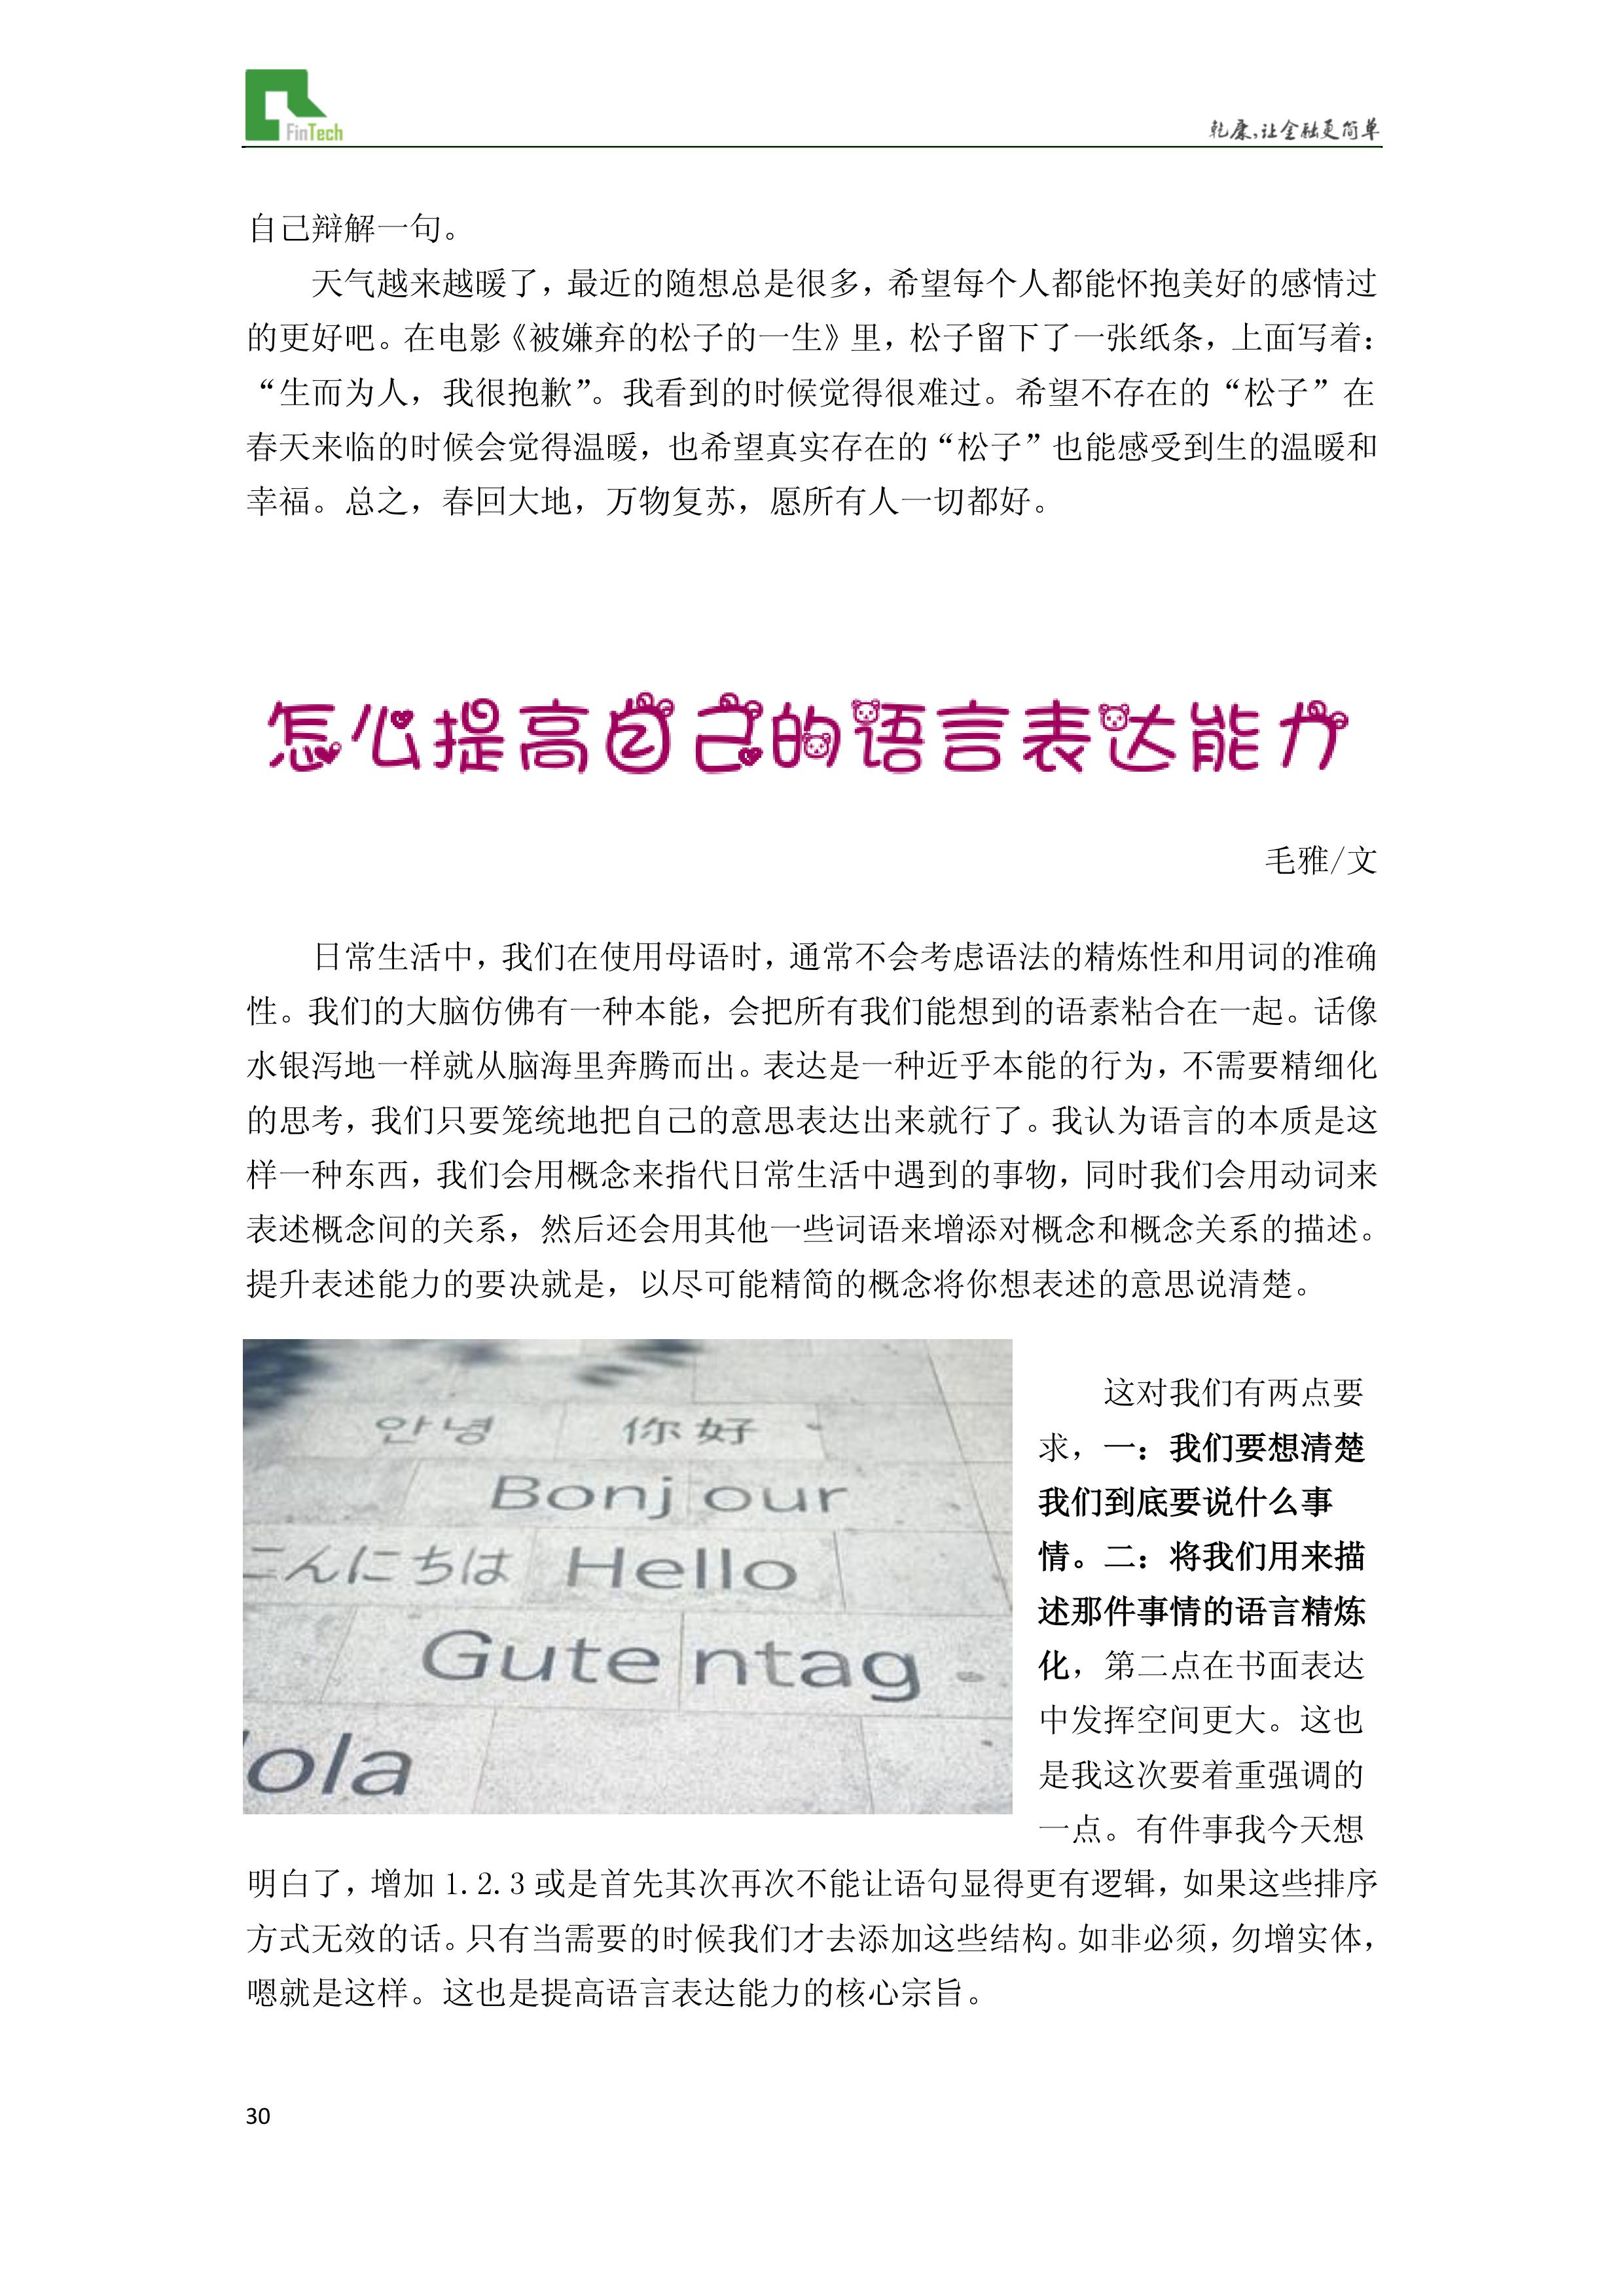 FinTech
乾康,让金融更简单
自己辩解一句。
天气越来越暖了，最近的随想总是很多，希望每个人都能怀抱美好的感情过
的更好吧。在电影《被嫌弃的松子的一生》里，松子留下了一张纸条，上面写着：
“生而为人，我很抱歉”。我看到的时候觉得很难过。希望不存在的“松子”在
春天来临的时候会觉得温暖，也希望真实存在的“松子”也能感受到生的温暖和
幸福。总之，春回大地，万物复苏，愿所有人一切都好。
怎么提高自己的语言表达能力
毛雅/文
日常生活中，我们在使用母语时，通常不会考虑语法的精炼性和用词的准确
性。我们的大脑仿佛有一种本能，会把所有我们能想到的语素粘合在一起。话像
水银泻地一样就从脑海里奔腾而出。表达是一种近乎本能的行为，不需要精细化
的思考，我们只要笼统地把自己的意思表达出来就行了。我认为语言的本质是这
样一种东西，我们会用概念来指代日常生活中遇到的事物，同时我们会用动词来
表述概念间的关系，然后还会用其他一些词语来增添对概念和概念关系的描述。
提升表述能力的要决就是，以尽可能精简的概念将你想表述的意思说清楚。
안녕 你好
Bonjour
こんにちは Hello
Guten tag
ola
这对我们有两点要
求，一：我们要想清楚
我们到底要说什么事
情。二：将我们用来描
述那件事情的语言精炼
化，第二点在书面表达
中发挥空间更大。这也
是我这次要着重强调的
一点。有件事我今天想
明白了，增加 1.2.3 或是首先其次再次不能让语句显得更有逻辑，如果这些排序
方式无效的话。只有当需要的时候我们才去添加这些结构。如非必须，勿增实体，
嗯就是这样。这也是提高语言表达能力的核心宗旨。
30